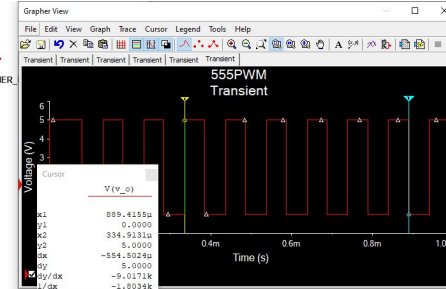 Grapher View
File Edit View Graph Trace Cursor Legend Tools Help
Transient Transient Transient Transient Transient Transient
555PWM
Transient
Voltage (V)
6
5
4
3
Cursor
V(v_o)
x1 889.4155µ
y1 0.0000
x2 334.9131µ
y2 5.0000
dx -554.5024µ
dy 5.0000
dy/dx -9.0171k
1/dx -1.8034k
0.4m 0.6m 0.8m 1.0
Time (s)